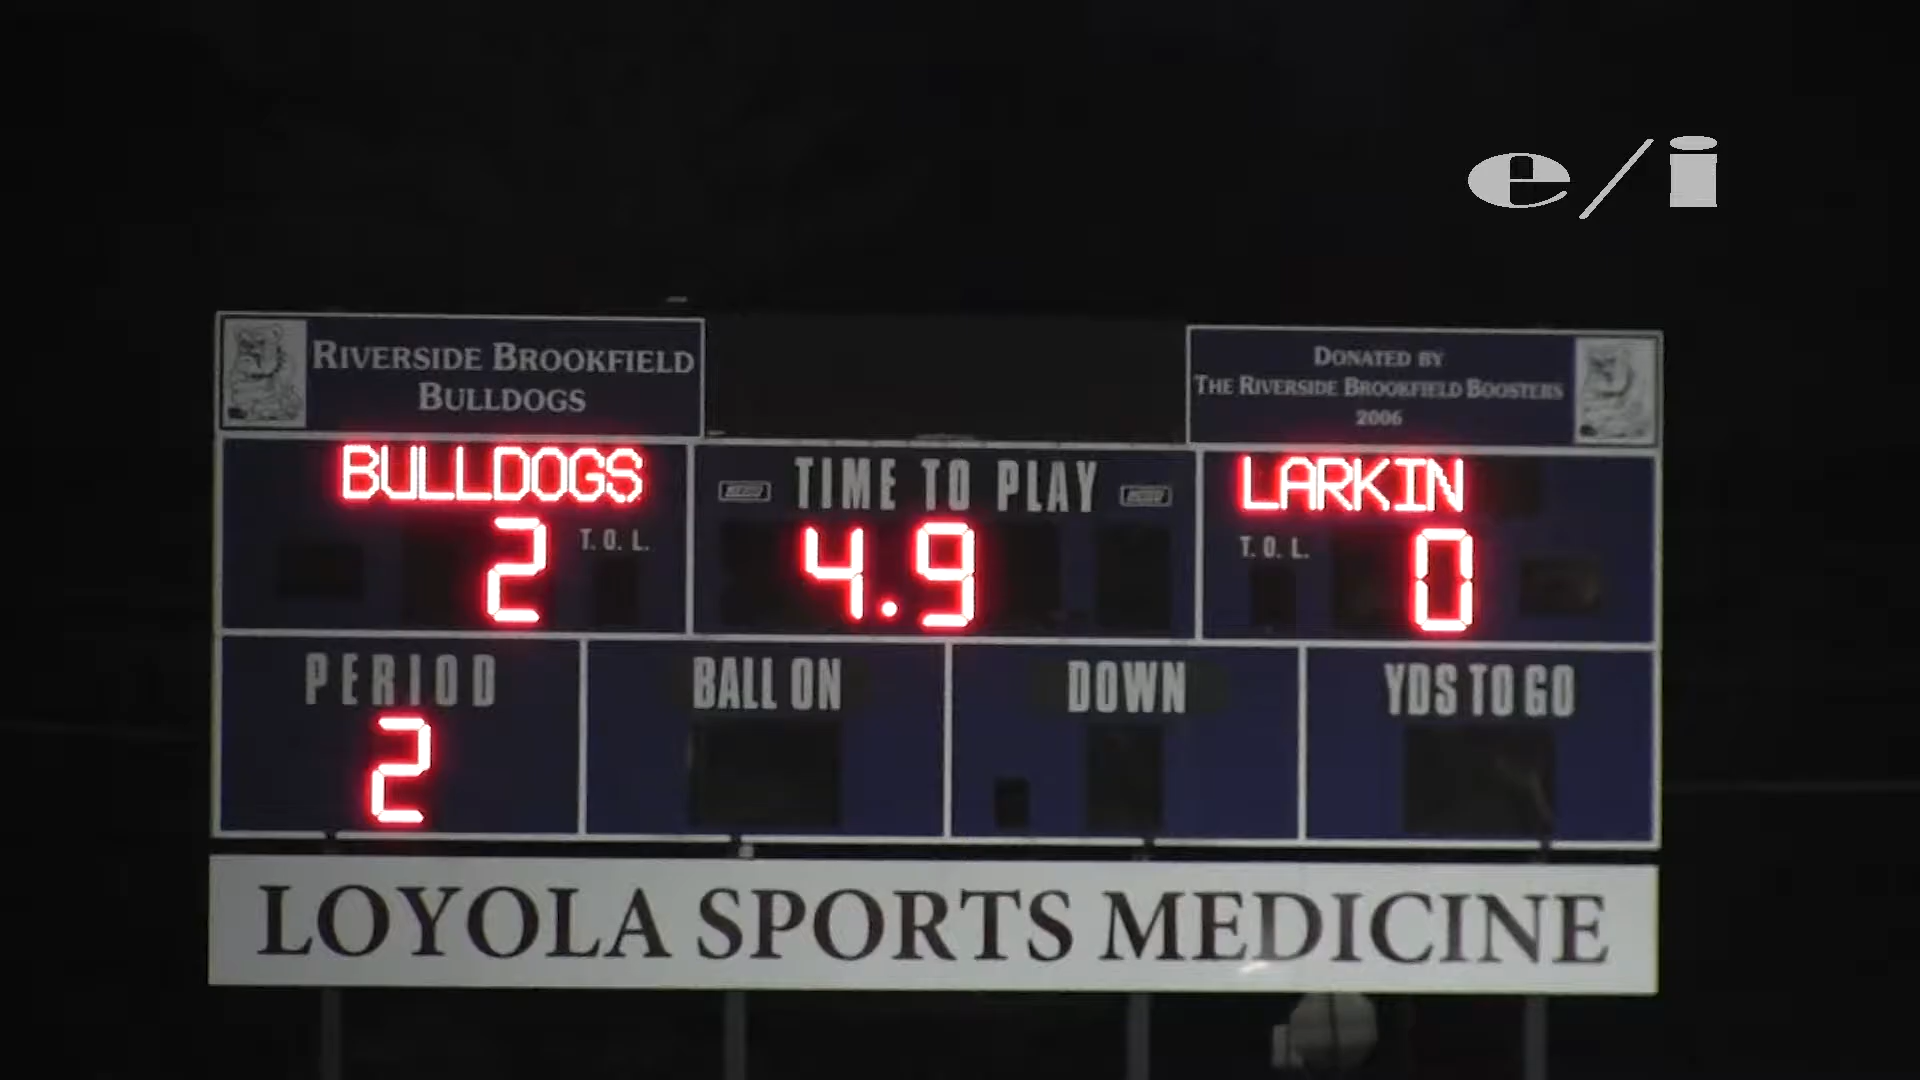 e/i
RIVERSIDE BROOKFIELD
BULLDOGS
DONATED BY
THE RIVERSIDE BROOKFIELD BOOSTERS
2006
BULLDOGS
TIME TO PLAY
LARKIN
2
T. O. L.
4.9
T. O. L.
0
PERIOD
BALL ON
DOWN
YDS TO GO
2
LOYOLA SPORTS MEDICINE